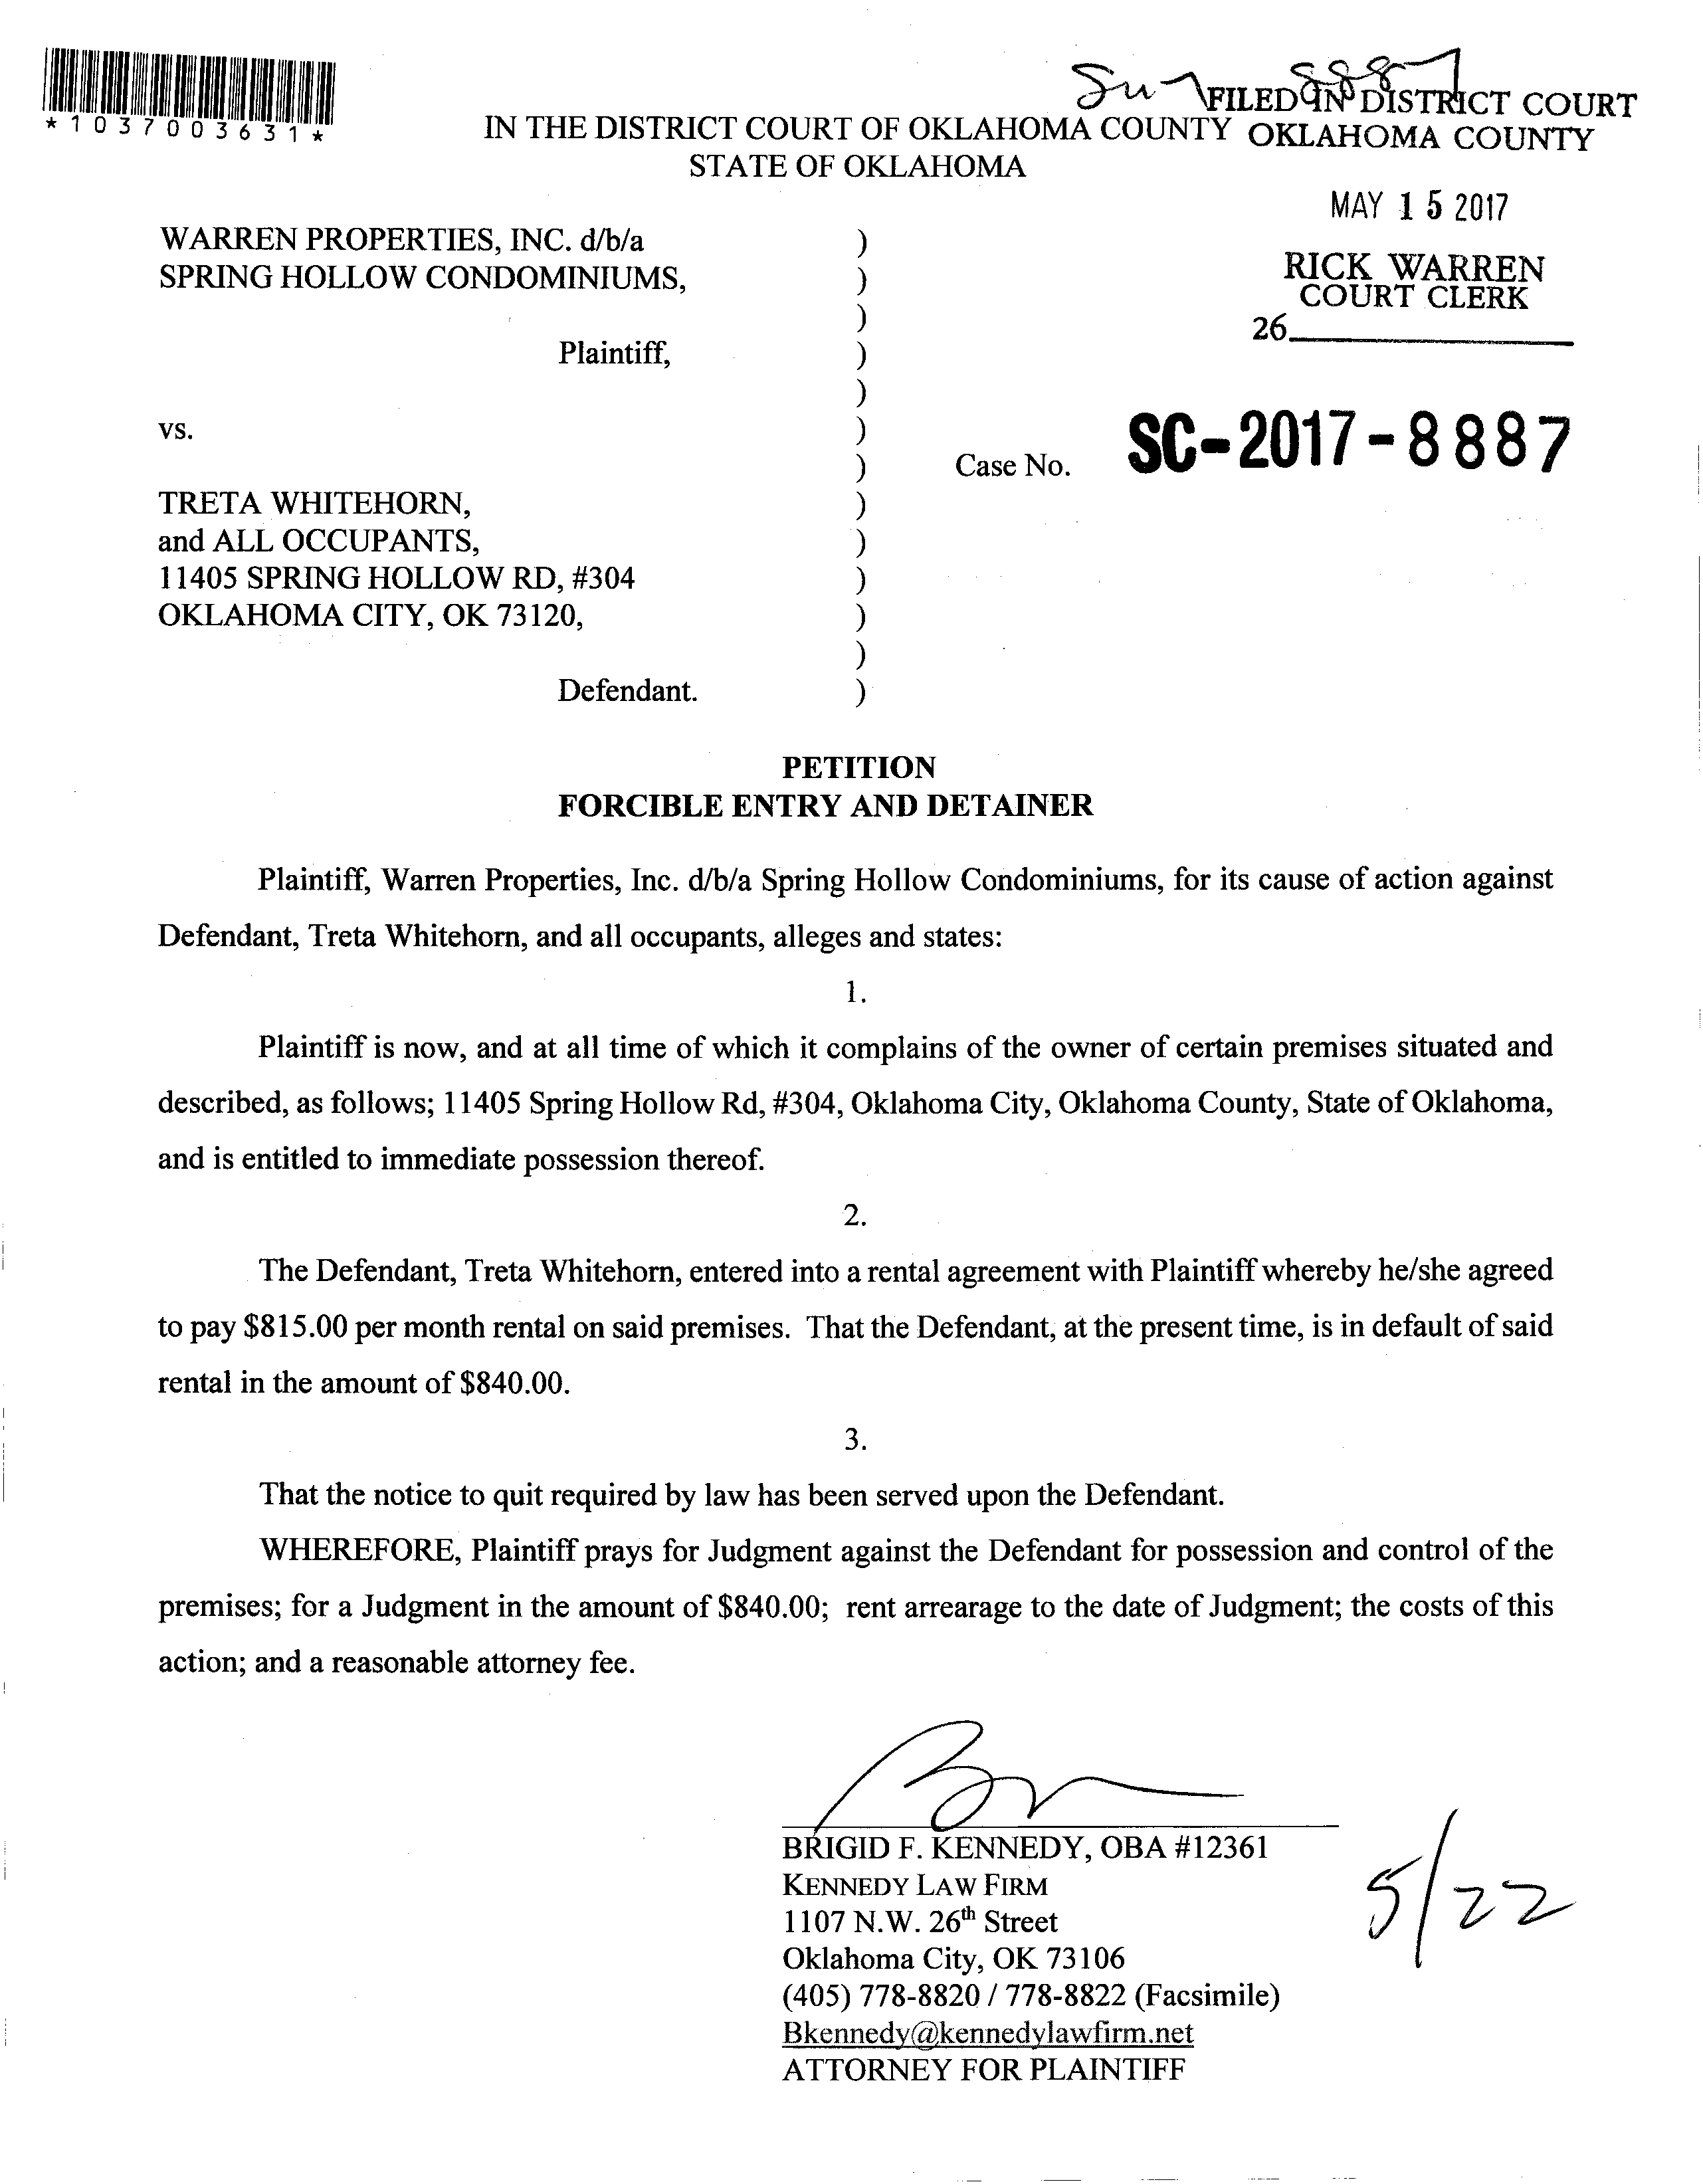 *1037003631*
8887
FILED IN DISTRICT COURT
OKLAHOMA COUNTY
IN THE DISTRICT COURT OF OKLAHOMA COUNTY
STATE OF OKLAHOMA
MAY 15 2017
RICK WARREN
COURT CLERK
26
WARREN PROPERTIES, INC. d/b/a )
SPRING HOLLOW CONDOMINIUMS, )
)
Plaintiff, )
)
vs. )
) Case No. SC-2017-8887
TRETA WHITEHORN, )
and ALL OCCUPANTS, )
11405 SPRING HOLLOW RD, #304 )
OKLAHOMA CITY, OK 73120, )
)
Defendant. )
PETITION
FORCIBLE ENTRY AND DETAINER
Plaintiff, Warren Properties, Inc. d/b/a Spring Hollow Condominiums, for its cause of action against
Defendant, Treta Whitehorn, and all occupants, alleges and states:
1.
Plaintiff is now, and at all time of which it complains of the owner of certain premises situated and
described, as follows; 11405 Spring Hollow Rd, #304, Oklahoma City, Oklahoma County, State of Oklahoma,
and is entitled to immediate possession thereof.
2.
The Defendant, Treta Whitehorn, entered into a rental agreement with Plaintiff whereby he/she agreed
to pay $815.00 per month rental on said premises. That the Defendant, at the present time, is in default of said
rental in the amount of $840.00.
3.
That the notice to quit required by law has been served upon the Defendant.
WHEREFORE, Plaintiff prays for Judgment against the Defendant for possession and control of the
premises; for a Judgment in the amount of $840.00; rent arrearage to the date of Judgment; the costs of this
action; and a reasonable attorney fee.
BRIGID F. KENNEDY, OBA #12361
KENNEDY LAW FIRM
1107 N.W. 26th Street
Oklahoma City, OK 73106
(405) 778-8820 / 778-8822 (Facsimile)
Bkennedy@kennedylawfirm.net
ATTORNEY FOR PLAINTIFF
5/22